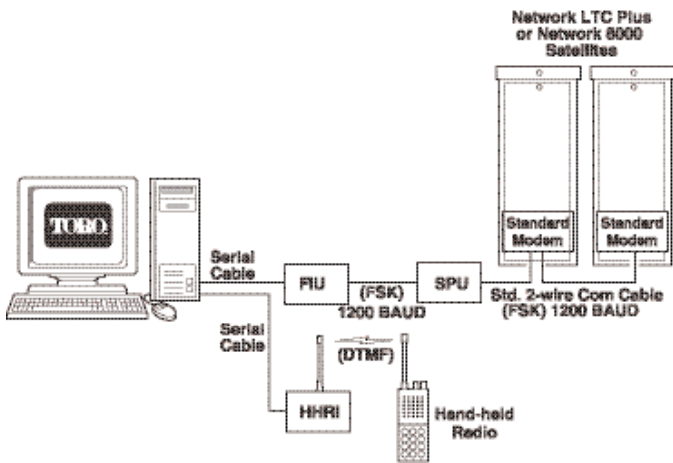 Network LTC Plus
or Network 8000
Satellites
TORO
Standard
Modem
Standard
Modem
Serial
Cable
FIU
(FSK)
1200 BAUD
SPU
Std. 2-wire Com Cable
(FSK) 1200 BAUD
Serial
Cable
(DTMF)
HHRI
Hand-held
Radio